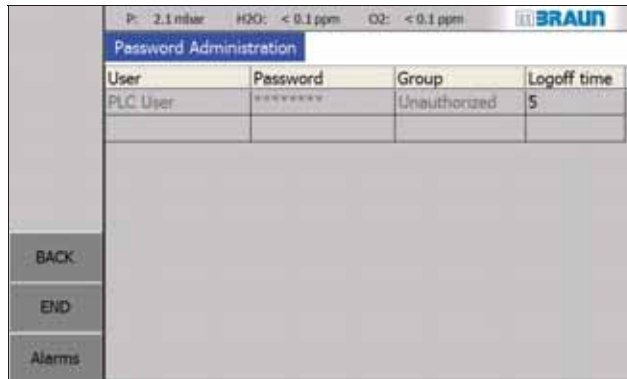 P: 2.1 mbar H2O: < 0.1 ppm O2: < 0.1 ppm MBRAUN
Password Administration
User Password Group Logoff time
PLC User ******** Unauthorized 5
BACK
END
Alarms